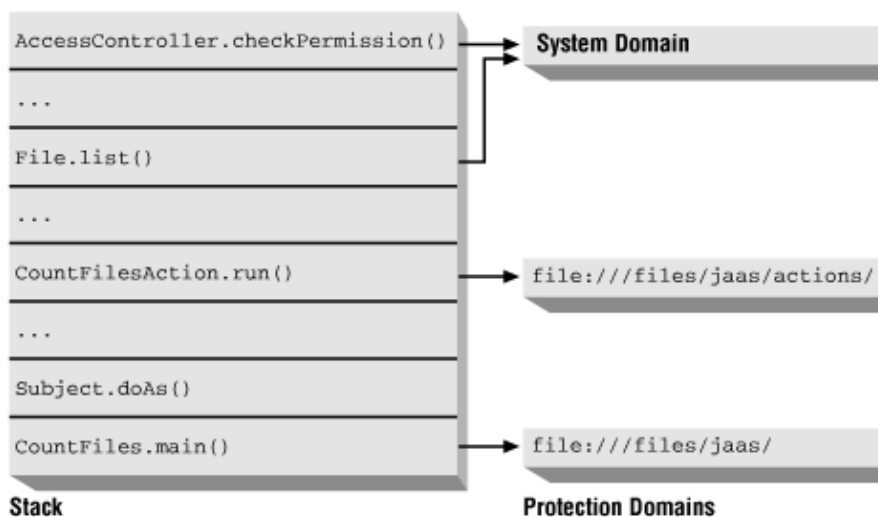 AccessController.checkPermission()
System Domain
...
File.list()
...
CountFilesAction.run()
file:///files/jaas/actions/
...
Subject.doAs()
CountFiles.main()
file:///files/jaas/
Stack
Protection Domains